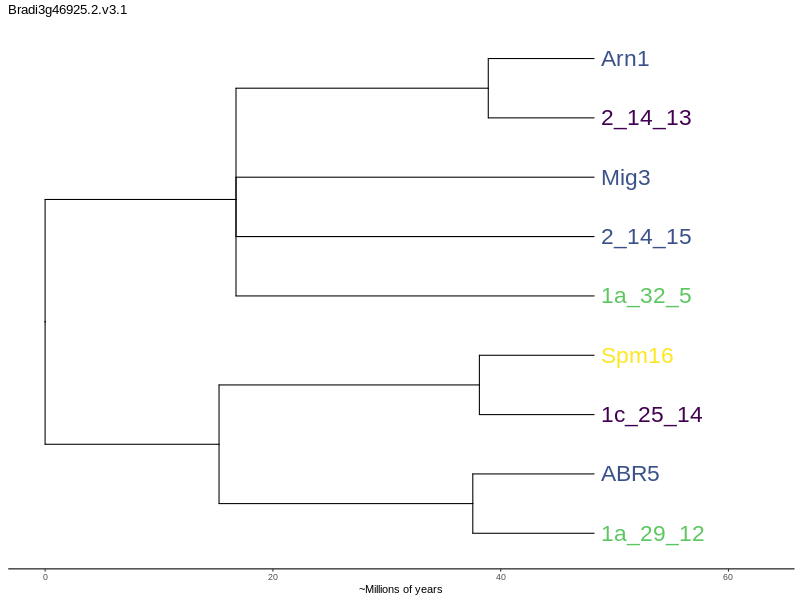 Bradi3g46925.2.v3.1
Arn1
2_14_13
Mig3
2_14_15
1a_32_5
Spm16
1c_25_14
ABR5
1a_29_12
0 20 40 60
~Millions of years